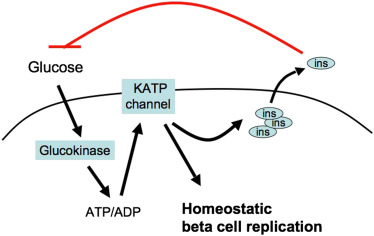 Glucose
KATP
channel
ins
ins
ins
ins
Glucokinase
ATP/ADP
Homeostatic
beta cell replication